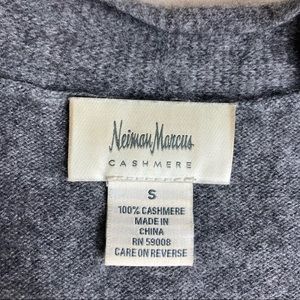 Neiman Marcus
CASHMERE
S
100% CASHMERE
MADE IN
CHINA
RN 59008
CARE ON REVERSE